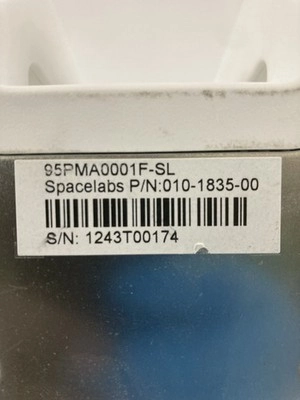 95PMA0001F-SL
Spacelabs P/N:010-1835-00
S/N: 1243T00174